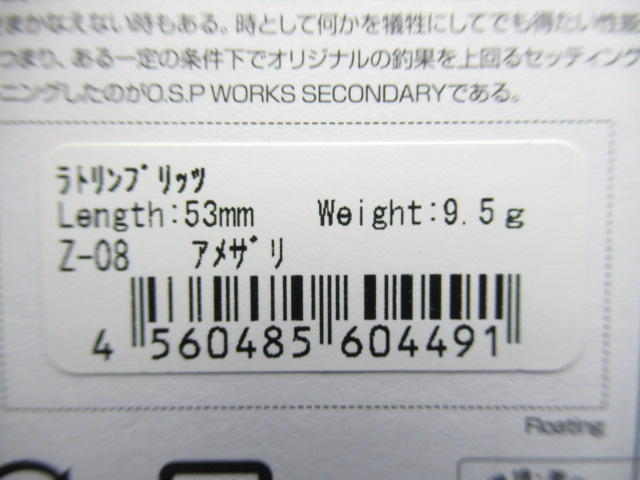 まかなえない時もある。時として何かを犠牲にしてでも得たい性能
つまり、ある一定の条件下でオリジナルの釣果を上回るセッティング
ニングしたのがO.S.P WORKS SECONDARYである。
ﾗﾄﾘﾝﾌﾞﾘｯﾂ
Length:53mm Weight:9.5g
Z-08 ｱﾒｻﾞﾘ
4 560485 604491
Floating